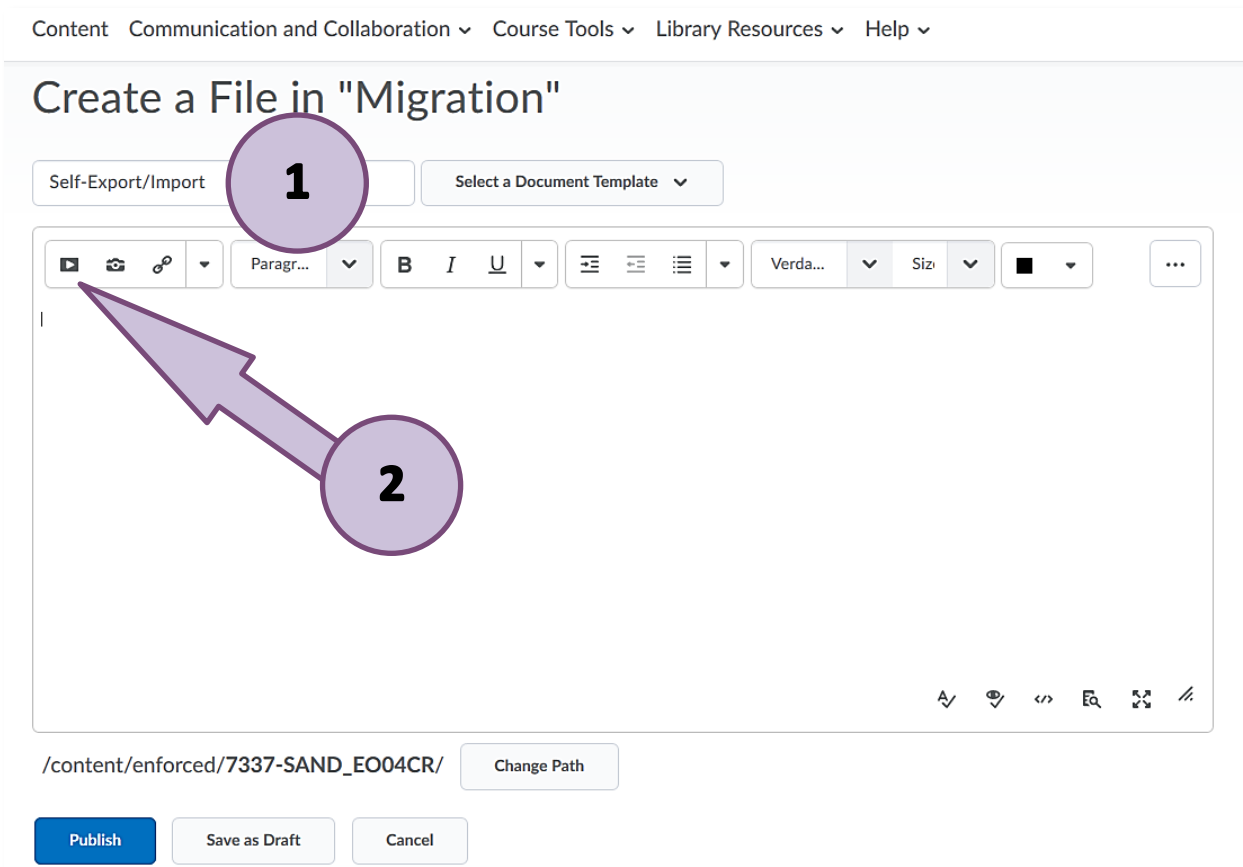 Content Communication and Collaboration Course Tools Library Resources Help
Create a File in "Migration"
Self-Export/Import 1 Select a Document Template
Paragr... B I U Verda... Siz
2
/content/enforced/7337-SAND_EO04CR/ Change Path
Publish Save as Draft Cancel